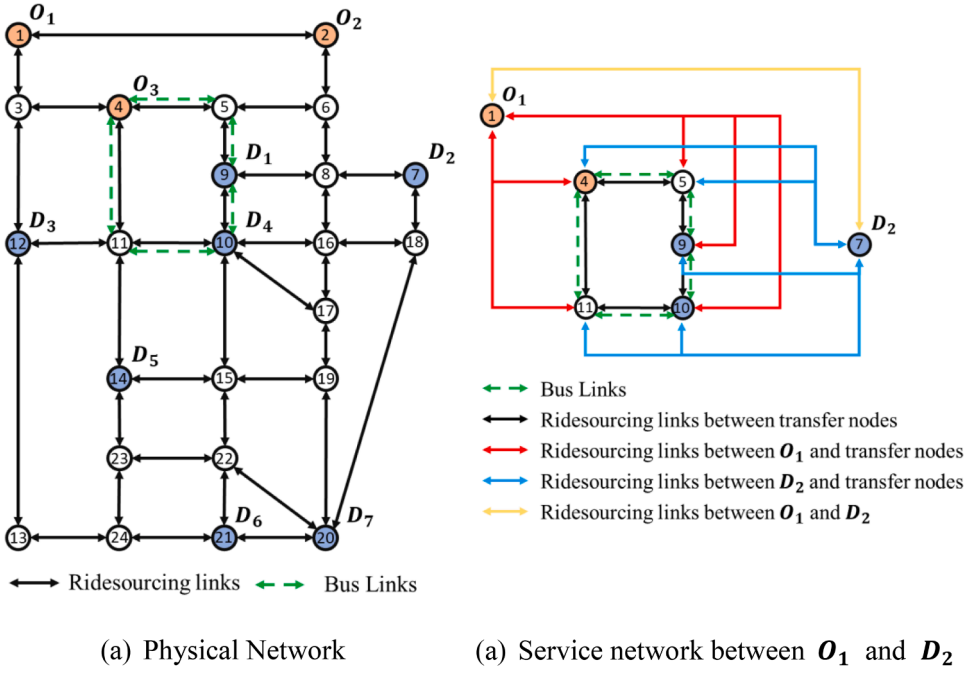 O₁ O₂
1 2
O₃
3 4 5 6
D₁ D₂
9 8 7
D₃ D₄
12 11 10 16 18
17
D₅
14 15 19
23 22
D₆ D₇
13 24 21 20
Ridesourcing links Bus Links
(a) Physical Network
O₁
1
4 5
D₂
9 7
11 10
Bus Links
Ridesourcing links between transfer nodes
Ridesourcing links between O₁ and transfer nodes
Ridesourcing links between D₂ and transfer nodes
Ridesourcing links between O₁ and D₂
(a) Service network between O₁ and D₂